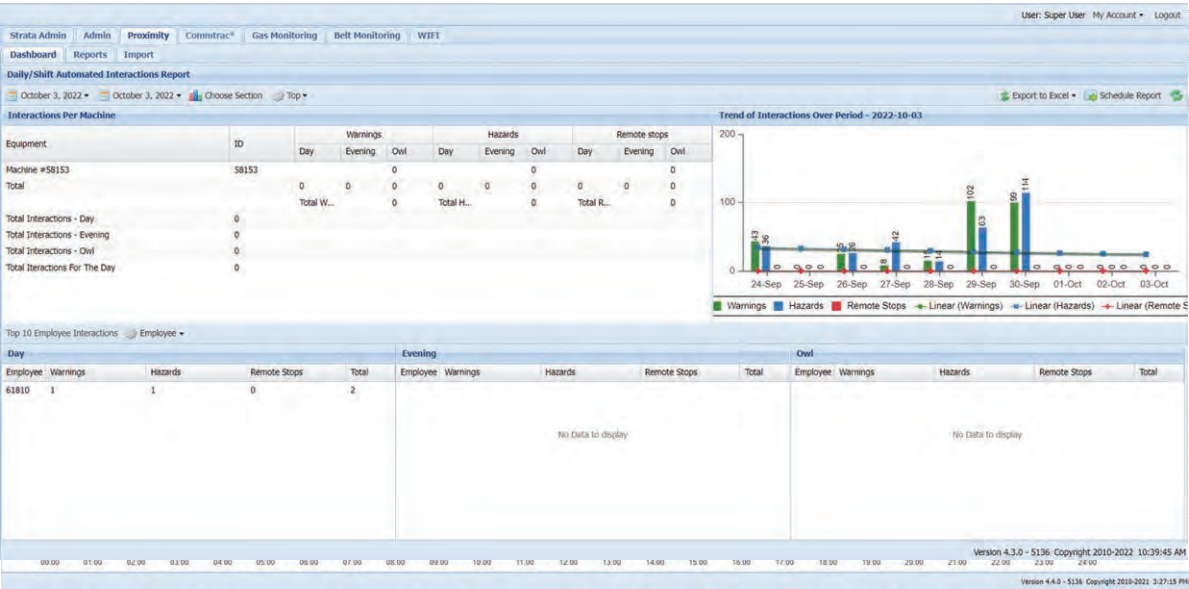 User: Super User My Account Logout
Strata Admin Admin Proximity Commtrac® Gas Monitoring Belt Monitoring WIFI
Dashboard Reports Import
Daily/Shift Automated Interactions Report
October 3, 2022 October 3, 2022 Choose Section Top Export to Excel Schedule Report
Interactions Per Machine
Equipment ID Warnings Hazards Remote stops
Day Evening Owl Day Evening Owl Day Evening Owl
Machine #58153 58153 0 0 0
Total 0 0 0 0 0 0 0 0 0
Total W... 0 Total H... 0 Total R... 0
Total Interactions - Day 0
Total Interactions - Evening 0
Total Interactions - Owl 0
Total Iteractions For The Day 0
Trend of Interactions Over Period - 2022-10-03
200
100
0
43 36 0 0 0 0 26 0 8 42 0 14 0 102 63 0 99 114 0 0 0 0 0 0 0 0 0 0
24-Sep 25-Sep 26-Sep 27-Sep 28-Sep 29-Sep 30-Sep 01-Oct 02-Oct 03-Oct
Warnings Hazards Remote Stops Linear (Warnings) Linear (Hazards) Linear (Remote S
Top 10 Employee Interactions Employee
Day
Employee Warnings Hazards Remote Stops Total
61810 1 1 0 2
Evening
Employee Warnings Hazards Remote Stops Total
No Data to display
Owl
Employee Warnings Hazards Remote Stops Total
No Data to display
Version 4.3.0 - 5136 Copyright 2010-2022 10:39:45 AM
00:00 01:00 02:00 03:00 04:00 05:00 06:00 07:00 08:00 09:00 10:00 11:00 12:00 13:00 14:00 15:00 16:00 17:00 18:00 19:00 20:00 21:00 22:00 23:00 24:00
Version 4.4.0 - 5136 Copyright 2010-2021 3:27:15 PM